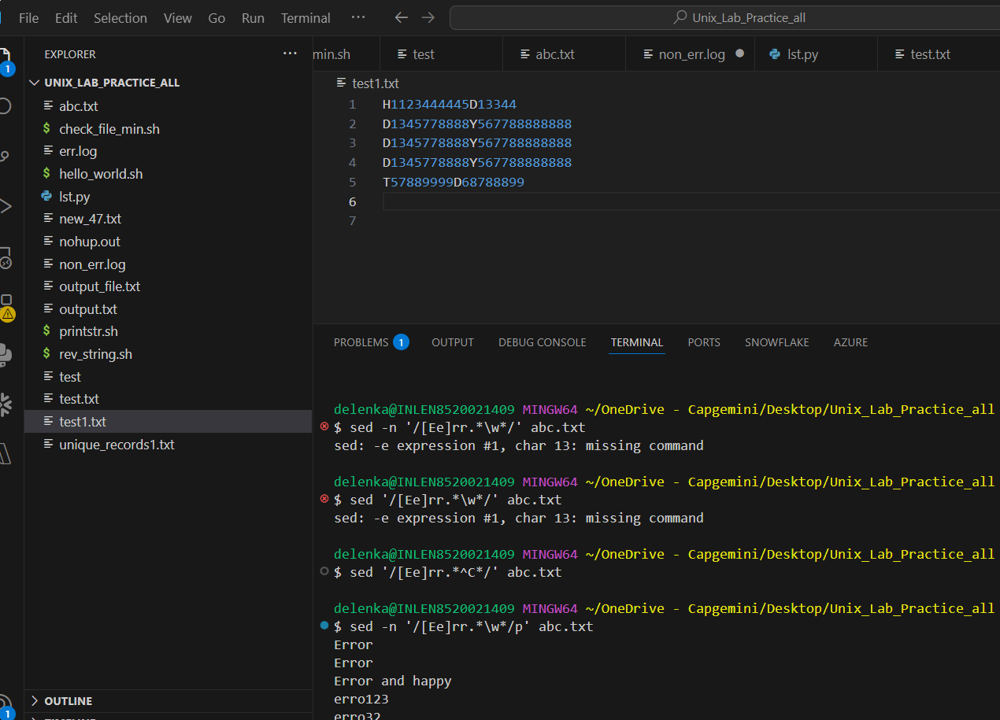 File Edit Selection View Go Run Terminal ··· Unix_Lab_Practice_all
EXPLORER ···
min.sh test abc.txt non_err.log lst.py test.txt
1
UNIX_LAB_PRACTICE_ALL
abc.txt
check_file_min.sh
err.log
hello_world.sh
lst.py
new_47.txt
nohup.out
non_err.log
output_file.txt
output.txt
printstr.sh
rev_string.sh
test
test.txt
test1.txt
unique_records1.txt
OUTLINE
1
TIMELINE
test1.txt
1 H1123444445D13344
2 D1345778888Y567788888888
3 D1345778888Y567788888888
4 D1345778888Y567788888888
5 T57889999D68788899
6
7
PROBLEMS 1 OUTPUT DEBUG CONSOLE TERMINAL PORTS SNOWFLAKE AZURE
delenka@INLEN8520021409 MINGW64 ~/OneDrive - Capgemini/Desktop/Unix_Lab_Practice_all
$ sed -n '/[Ee]rr.*\w*/' abc.txt
sed: -e expression #1, char 13: missing command
delenka@INLEN8520021409 MINGW64 ~/OneDrive - Capgemini/Desktop/Unix_Lab_Practice_all
$ sed '/[Ee]rr.*\w*/' abc.txt
sed: -e expression #1, char 13: missing command
delenka@INLEN8520021409 MINGW64 ~/OneDrive - Capgemini/Desktop/Unix_Lab_Practice_all
$ sed '/[Ee]rr.*^C*/' abc.txt
delenka@INLEN8520021409 MINGW64 ~/OneDrive - Capgemini/Desktop/Unix_Lab_Practice_all
$ sed -n '/[Ee]rr.*\w*/p' abc.txt
Error
Error
Error and happy
erro123
erro32